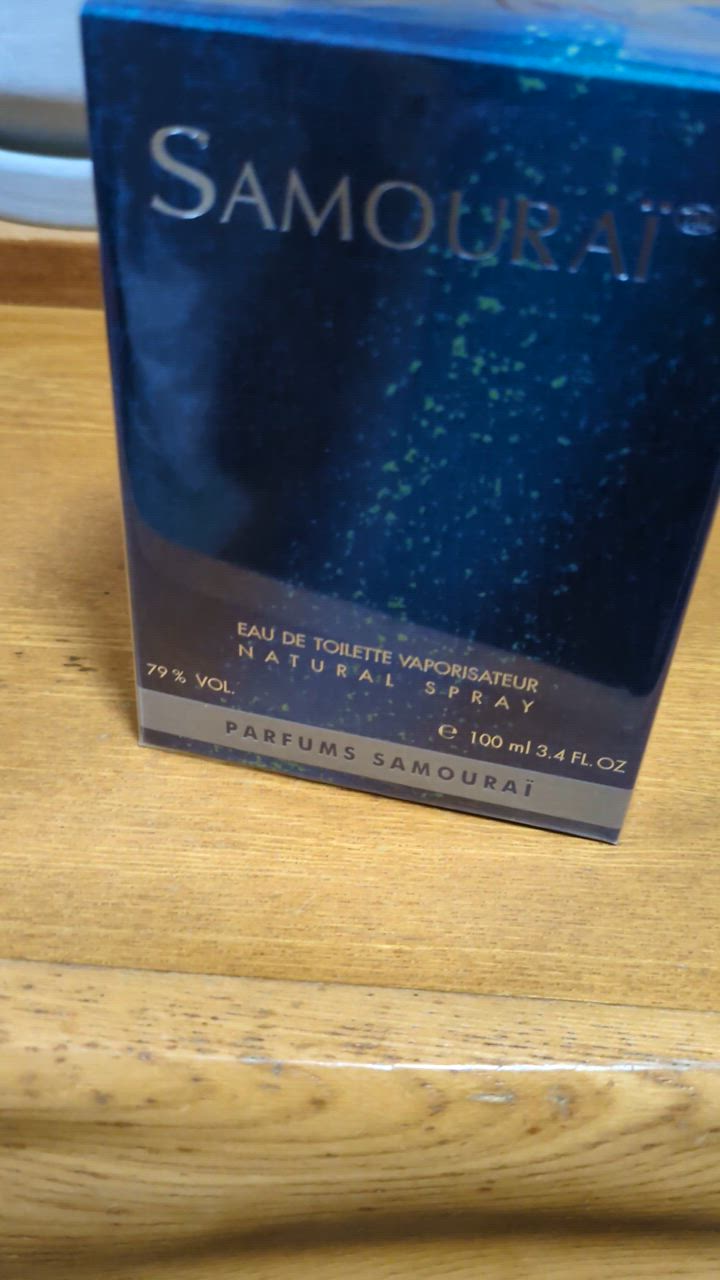 SAMOURAÏ®
EAU DE TOILETTE VAPORISATEUR
NATURAL SPRAY
79% VOL.
℮ 100 ml 3.4 FL.OZ
PARFUMS SAMOURAÏ